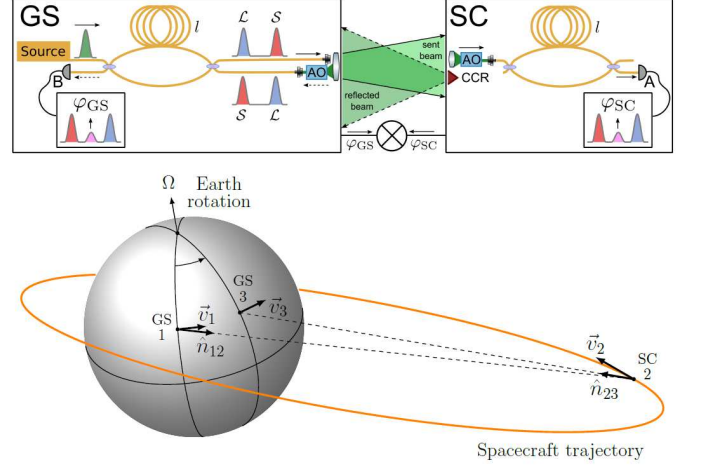 GS
SC
𝓛 𝓢
l
l
Source
sent
beam
AO
AO
B
CCR
A
φGS
reflected
beam
𝓢 𝓛
φSC
φGS
φSC
Ω
Earth
rotation
GS
3
v⃗3
GS
1
v⃗1
n̂12
v⃗2
SC
2
n̂23
Spacecraft trajectory